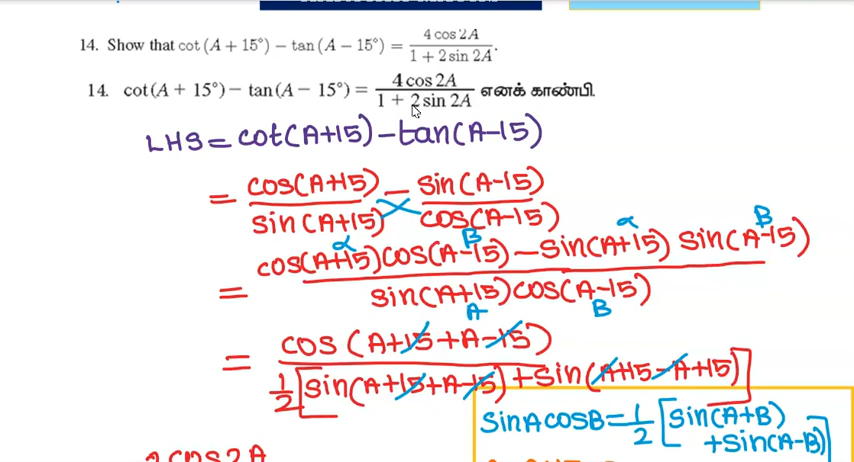 14. Show that cot (A + 15°) − tan (A − 15°) = 4 cos 2A / 1 + 2 sin 2A.
14. cot (A + 15°) − tan (A − 15°) = 4 cos 2A / 1 + 2 sin 2A எனக் காண்பி.
LHS = cot(A+15) − tan(A−15)
= cos(A+15) / sin(A+15) − sin(A−15) / cos(A−15)
α B α B
= cos(A+15) cos(A−15) − sin(A+15) sin(A−15) / sin(A+15) cos(A−15)
A B
= cos (A+15+A−15) / 1/2 [sin(A+15+A−15) + sin(A+15−A+15)]
sinA cosB = 1/2 [sin(A+B)
+ sin(A−B)]
2 cos 2A